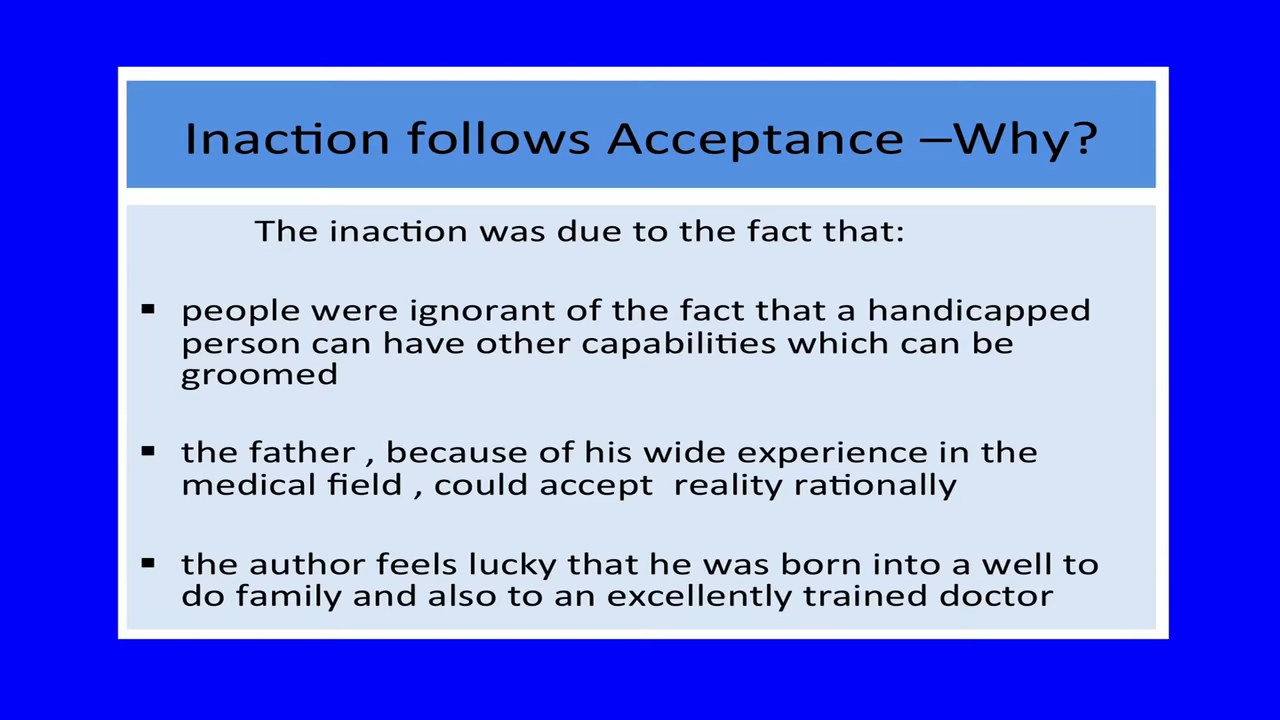 Inaction follows Acceptance –Why?
The inaction was due to the fact that:
▪ people were ignorant of the fact that a handicapped
person can have other capabilities which can be
groomed
▪ the father , because of his wide experience in the
medical field , could accept  reality rationally
▪ the author feels lucky that he was born into a well to
do family and also to an excellently trained doctor